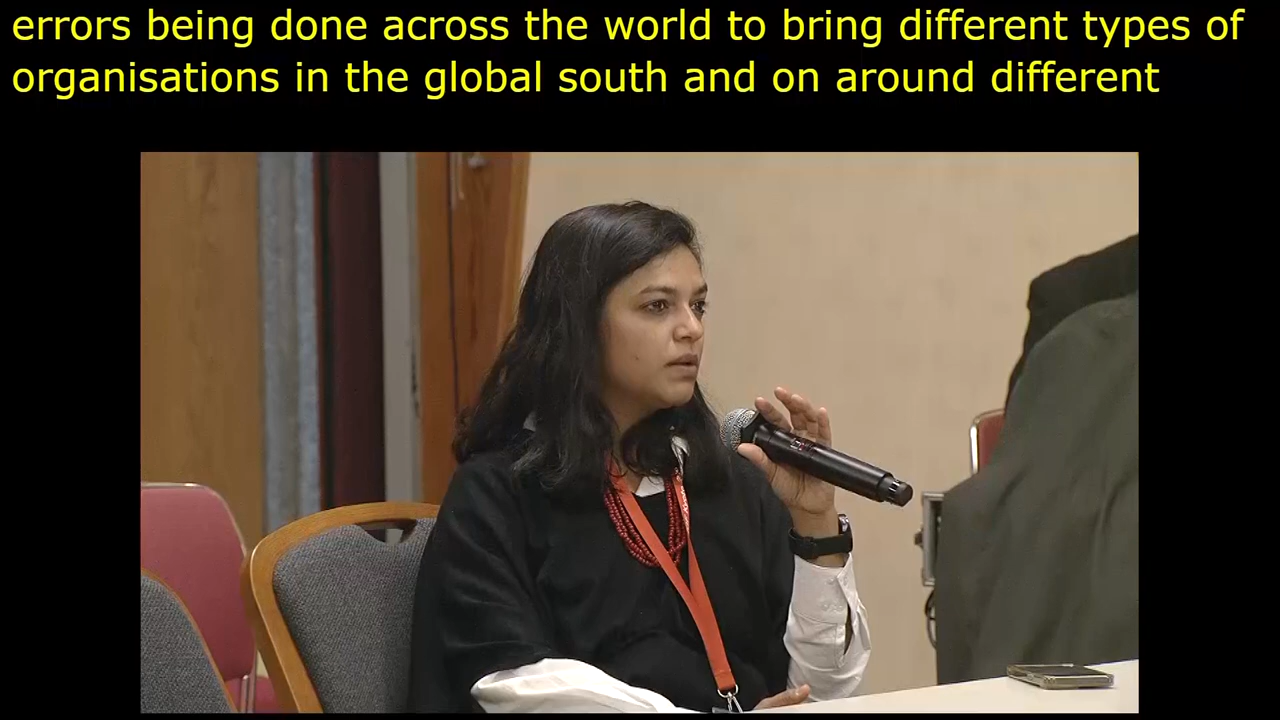 errors being done across the world to bring different types of
organisations in the global south and on around different